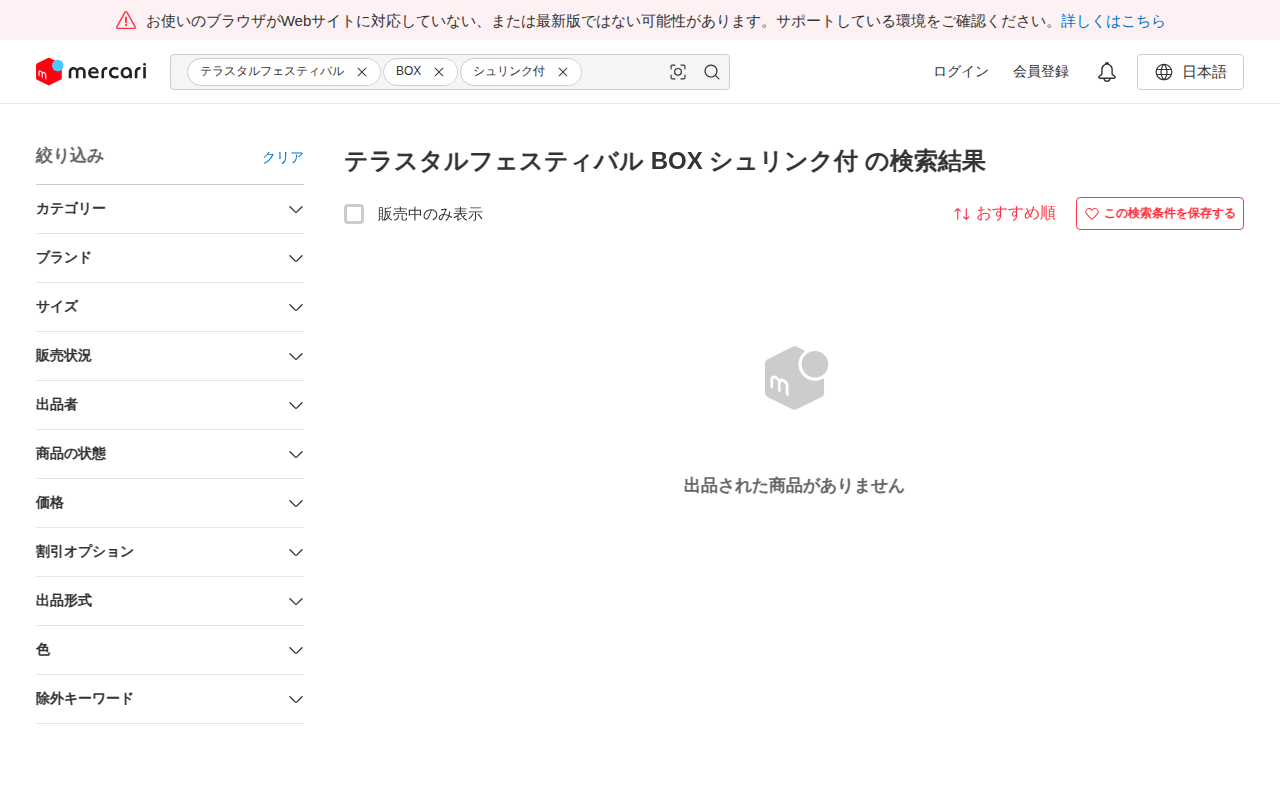 お使いのブラウザがWebサイトに対応していない、または最新版ではない可能性があります。サポートしている環境をご確認ください。詳しくはこちら
mercari
テラスタルフェスティバル
BOX
シュリンク付
ログイン
会員登録
日本語
絞り込み
クリア
カテゴリー
ブランド
サイズ
販売状況
出品者
商品の状態
価格
割引オプション
出品形式
色
除外キーワード
テラスタルフェスティバル BOX シュリンク付 の検索結果
販売中のみ表示
おすすめ順
この検索条件を保存する
出品された商品がありません